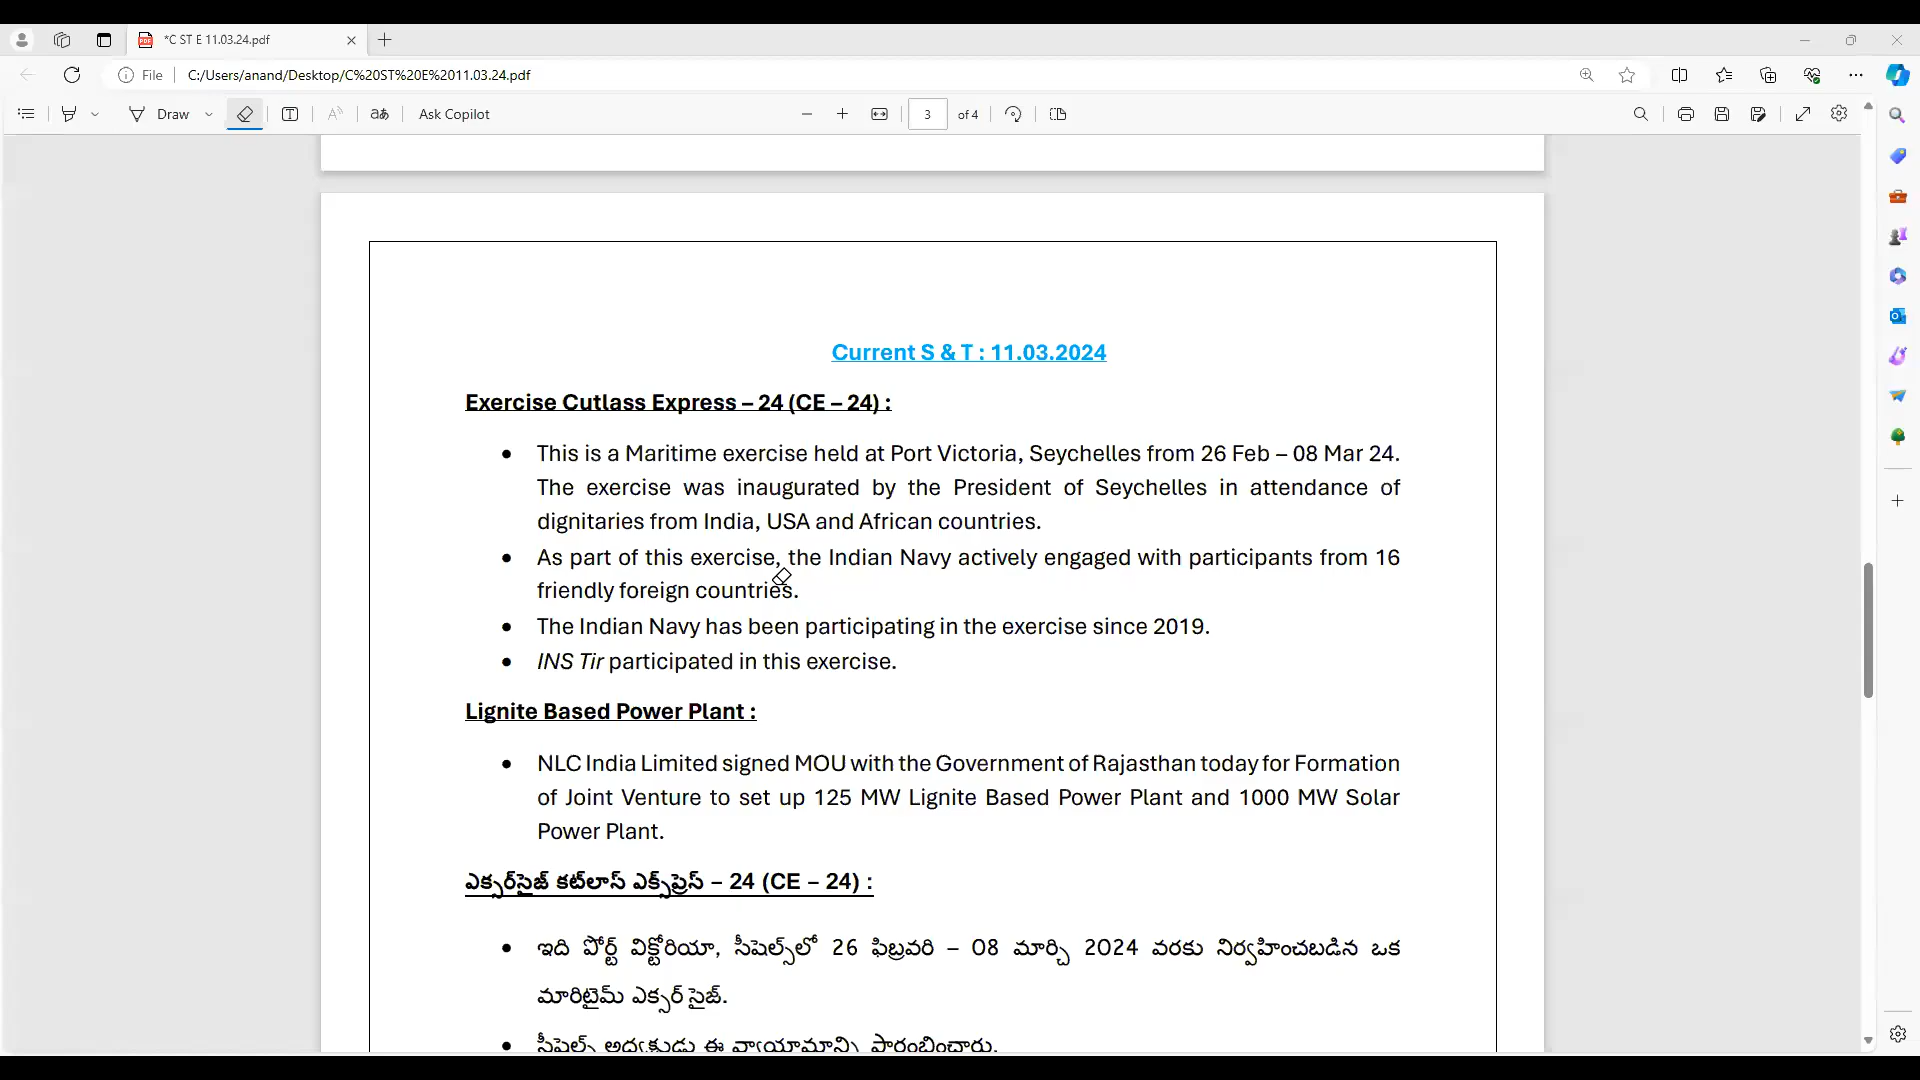 *C ST E 11.03.24.pdf
File
C:/Users/anand/Desktop/C%20ST%20E%2011.03.24.pdf
Draw
aあ
Ask Copilot
3 of 4
Current S & T : 11.03.2024
Exercise Cutlass Express – 24 (CE – 24) :
• This is a Maritime exercise held at Port Victoria, Seychelles from 26 Feb – 08 Mar 24.
The exercise was inaugurated by the President of Seychelles in attendance of
dignitaries from India, USA and African countries.
• As part of this exercise, the Indian Navy actively engaged with participants from 16
friendly foreign countries.
• The Indian Navy has been participating in the exercise since 2019.
• INS Tir participated in this exercise.
Lignite Based Power Plant :
• NLC India Limited signed MOU with the Government of Rajasthan today for Formation
of Joint Venture to set up 125 MW Lignite Based Power Plant and 1000 MW Solar
Power Plant.
ఎక్సర్‌సైజ్ కట్‌లాస్ ఎక్స్‌ప్రెస్ – 24 (CE – 24) :
• ఇది పోర్ట్ విక్టోరియా, సీషెల్స్‌లో 26 ఫిబ్రవరి – 08 మార్చి 2024 వరకు నిర్వహించబడిన ఒక
మారిటైమ్ ఎక్సర్ సైజ్.
• సీషెల్స్ అధ్యక్షుడు ఈ వ్యాయామాన్ని ప్రారంభించారు.